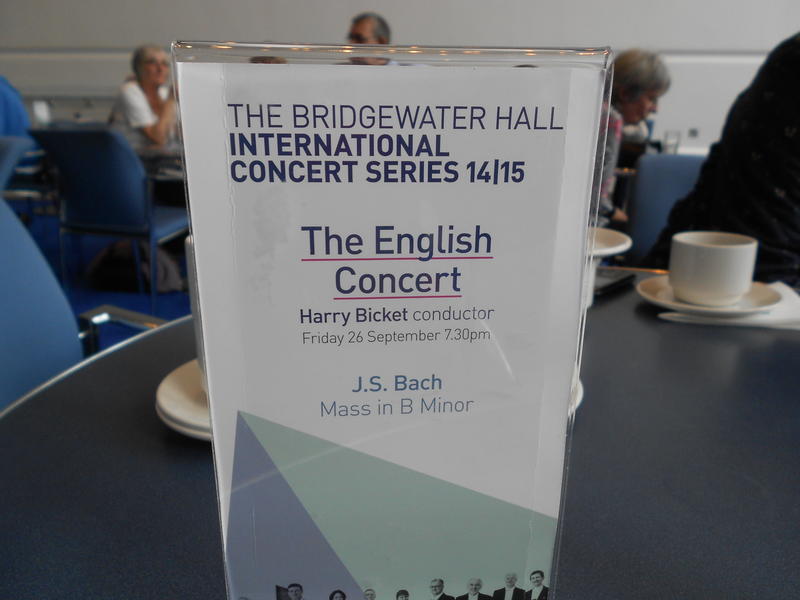 THE BRIDGEWATER HALL
INTERNATIONAL
CONCERT SERIES 14|15
The English
Concert
Harry Bicket conductor
Friday 26 September 7.30pm
J.S. Bach
Mass in B Minor